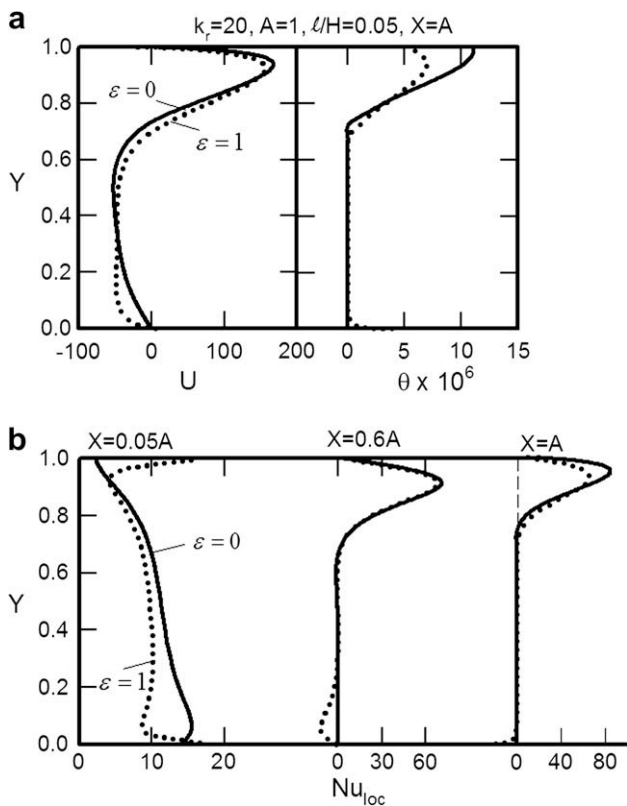 a
k_r=20, A=1, ℓ/H=0.05, X=A
1.0
0.8
0.6
0.4
0.2
0.0
Y
ε=0
ε=1
-100 0 100 200
0 5 10 15
U
θ x 10^6
b
X=0.05A X=0.6A X=A
1.0
0.8
0.6
0.4
0.2
0.0
Y
ε=0
ε=1
0 10 20 0 30 60 0 40 80
Nu_loc